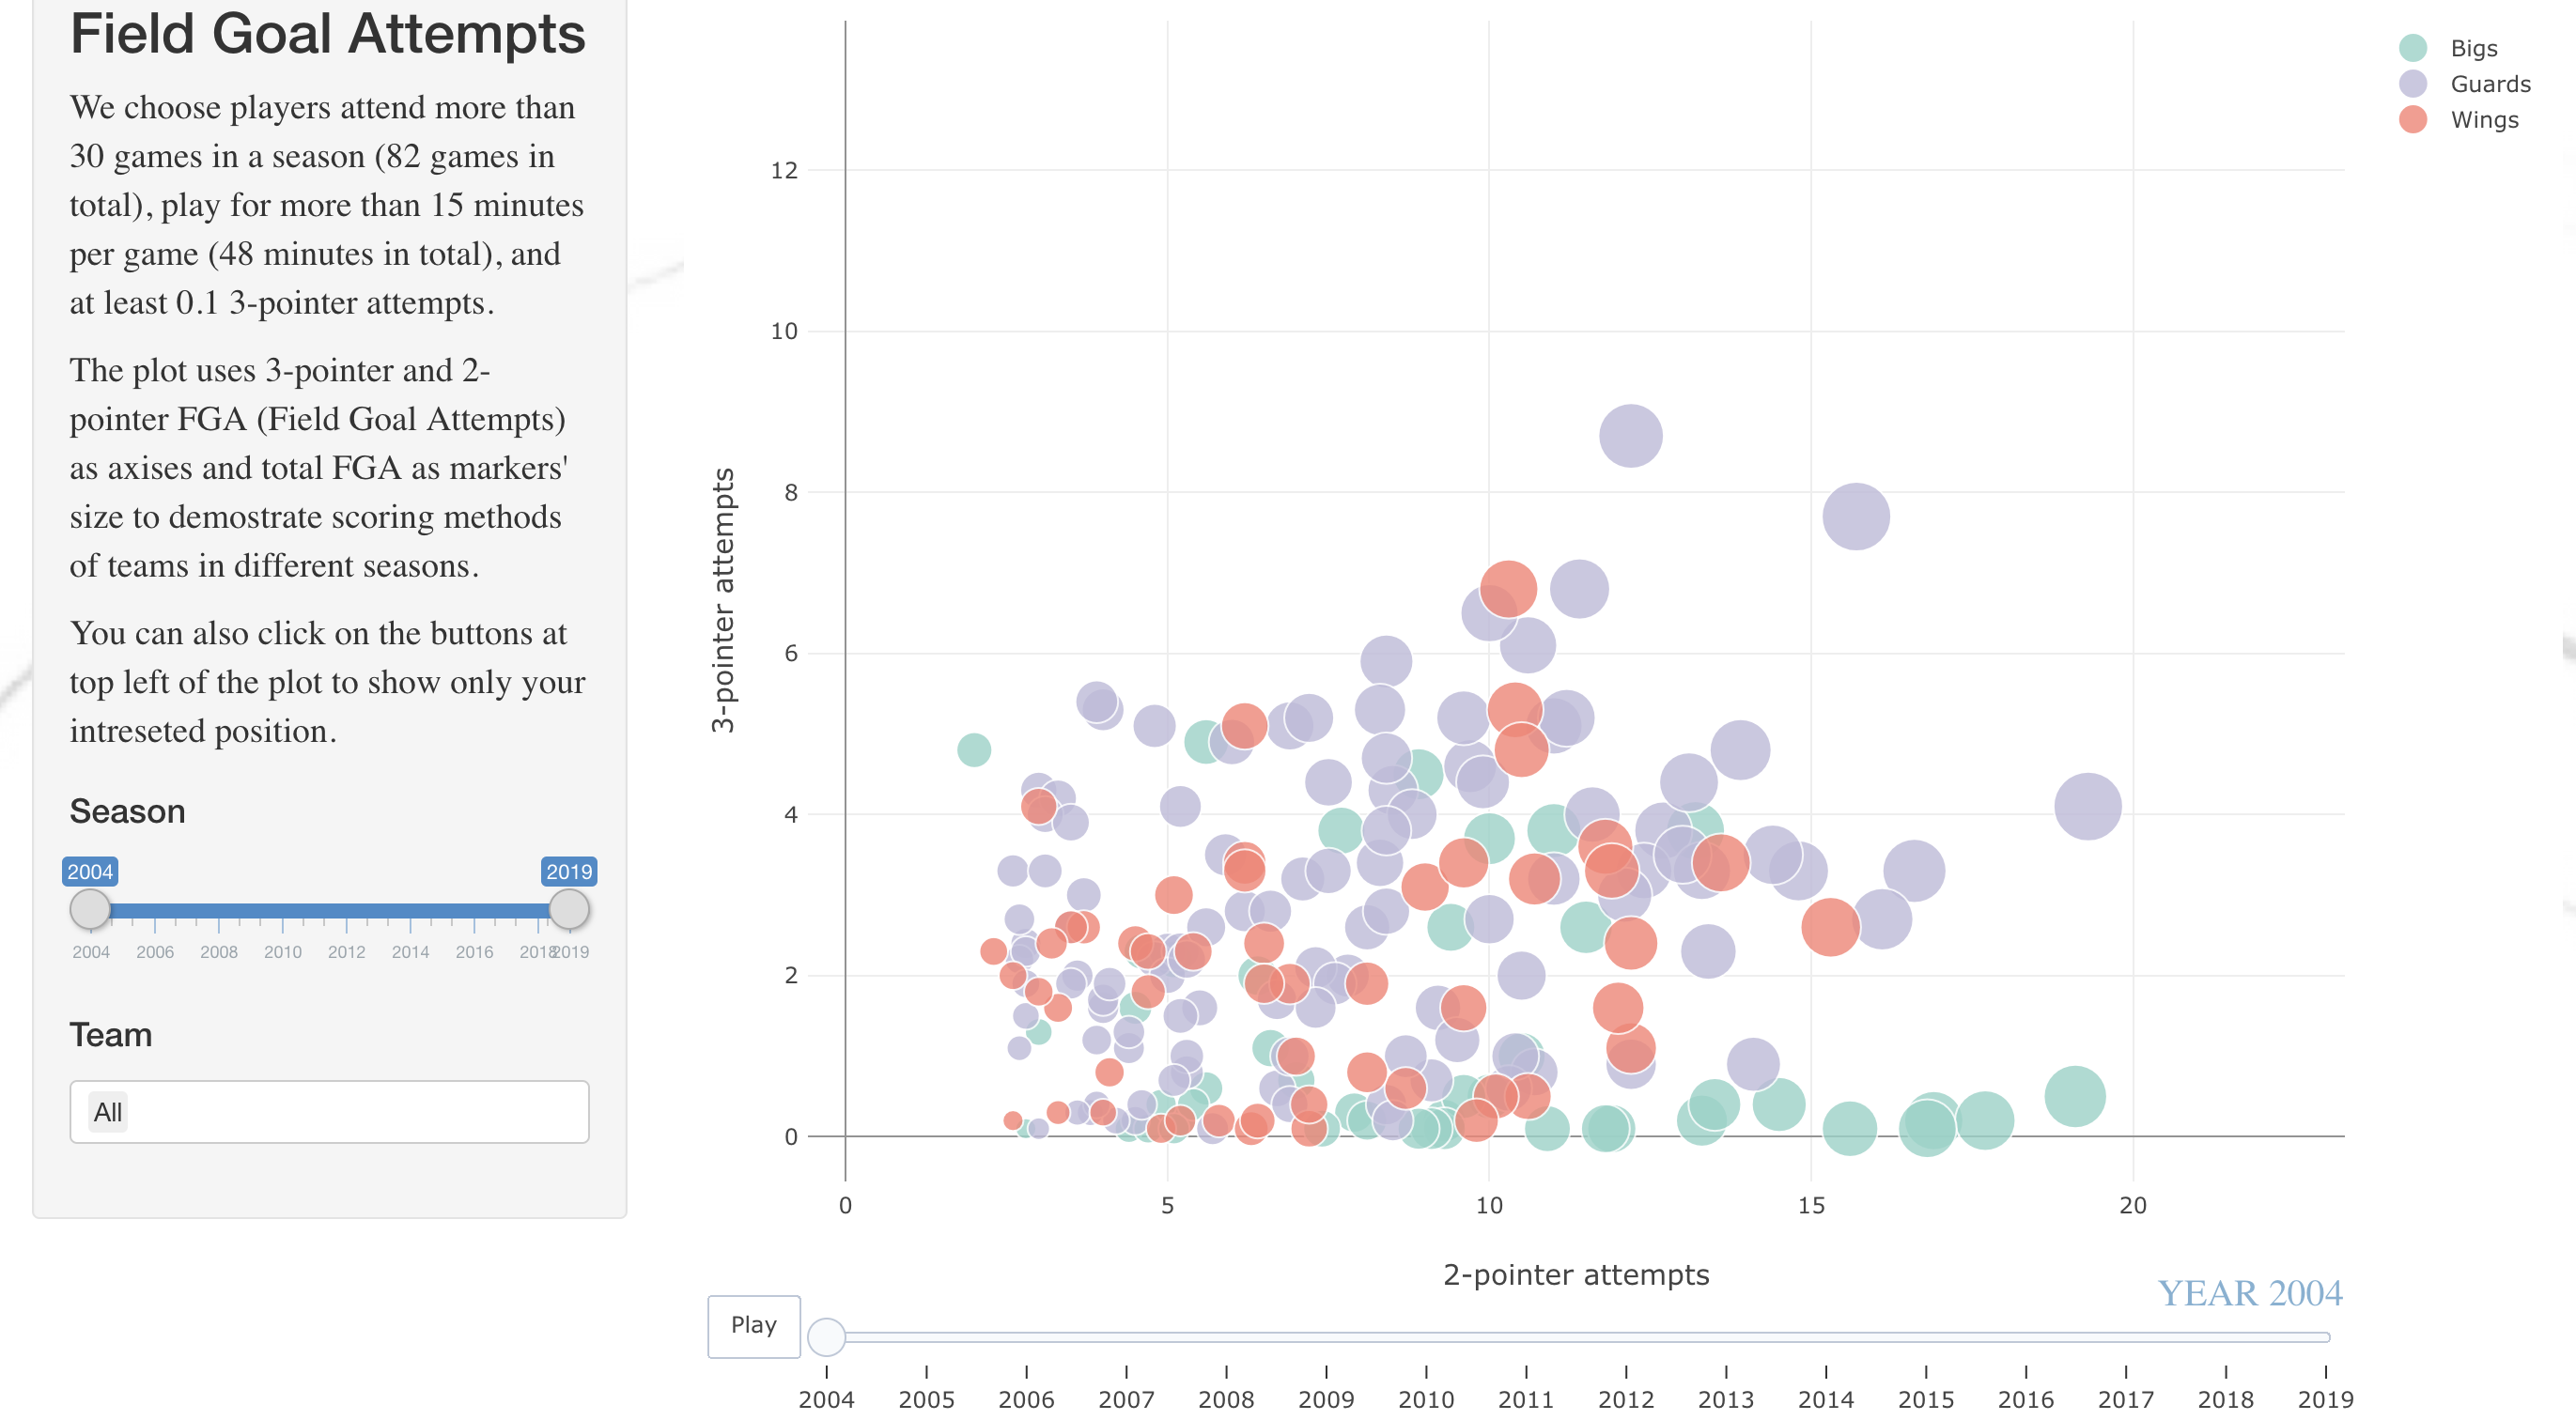 Field Goal Attempts
We choose players attend more than
30 games in a season (82 games in
total), play for more than 15 minutes
per game (48 minutes in total), and
at least 0.1 3-pointer attempts.
The plot uses 3-pointer and 2-
pointer FGA (Field Goal Attempts)
as axises and total FGA as markers'
size to demostrate scoring methods
of teams in different seasons.
You can also click on the buttons at
top left of the plot to show only your
intreseted position.
Season
2004 2019
2004 2006 2008 2010 2012 2014 2016 2018 2019
Team
All
3-pointer attempts
12
10
8
6
4
2
0
0 5 10 15 20
2-pointer attempts
Bigs
Guards
Wings
YEAR 2004
Play
2004 2005 2006 2007 2008 2009 2010 2011 2012 2013 2014 2015 2016 2017 2018 2019